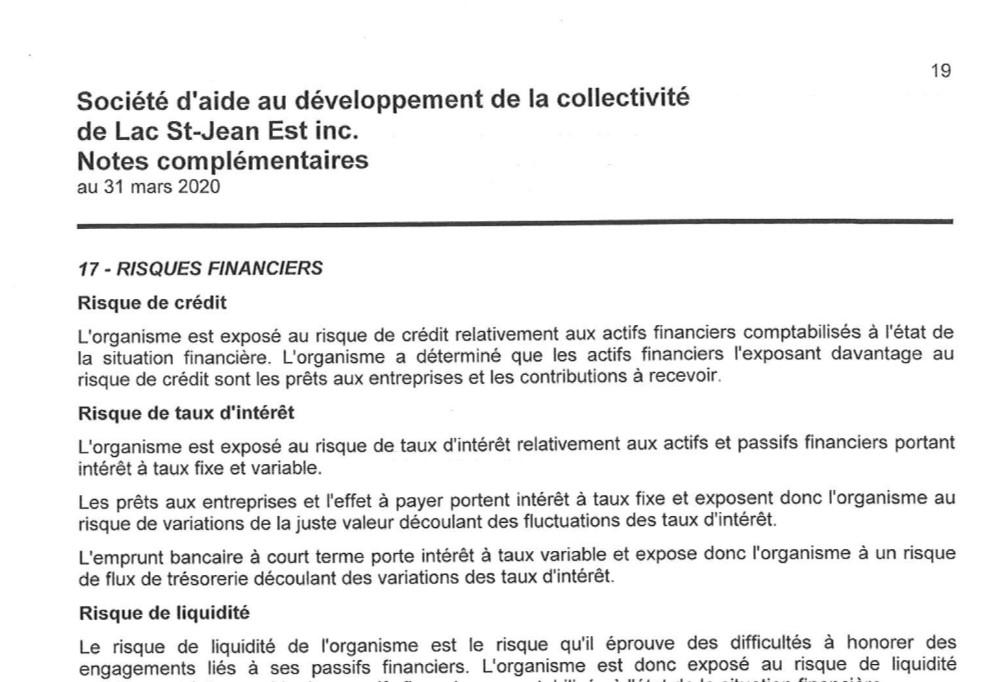 19
Société d'aide au développement de la collectivité
de Lac St-Jean Est inc.
Notes complémentaires
au 31 mars 2020
17 - RISQUES FINANCIERS
Risque de crédit
L'organisme est exposé au risque de crédit relativement aux actifs financiers comptabilisés à l'état de
la situation financière. L'organisme a déterminé que les actifs financiers l'exposant davantage au
risque de crédit sont les prêts aux entreprises et les contributions à recevoir.
Risque de taux d'intérêt
L'organisme est exposé au risque de taux d'intérêt relativement aux actifs et passifs financiers portant
intérêt à taux fixe et variable.
Les prêts aux entreprises et l'effet à payer portent intérêt à taux fixe et exposent donc l'organisme au
risque de variations de la juste valeur découlant des fluctuations des taux d'intérêt.
L'emprunt bancaire à court terme porte intérêt à taux variable et expose donc l'organisme à un risque
de flux de trésorerie découlant des variations des taux d'intérêt.
Risque de liquidité
Le risque de liquidité de l'organisme est le risque qu'il éprouve des difficultés à honorer des
engagements liés à ses passifs financiers. L'organisme est donc exposé au risque de liquidité